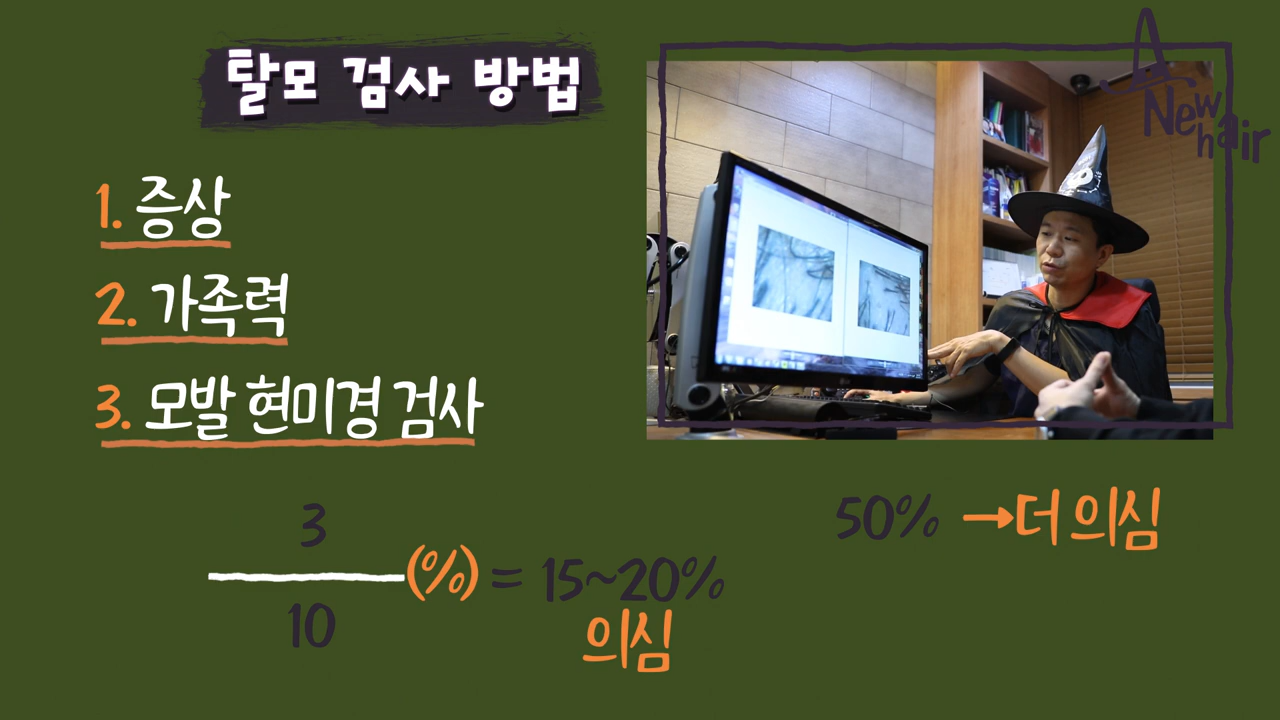 탈모 검사 방법
A
New
hair
1. 증상
2. 가족력
3. 모발 현미경 검사
3
10
(%) = 15~20%
의심
50% →더 의심